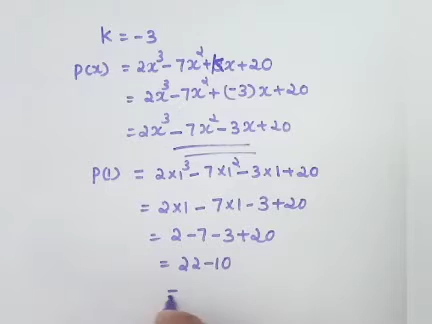 k = -3
p(x) = 2x³ - 7x² + kx + 20
= 2x³ - 7x² + (-3)x + 20
= 2x³ - 7x² - 3x + 20
p(1) = 2×1³ - 7×1² - 3×1 + 20
= 2×1 - 7×1 - 3 + 20
= 2 - 7 - 3 + 20
= 22 - 10
=